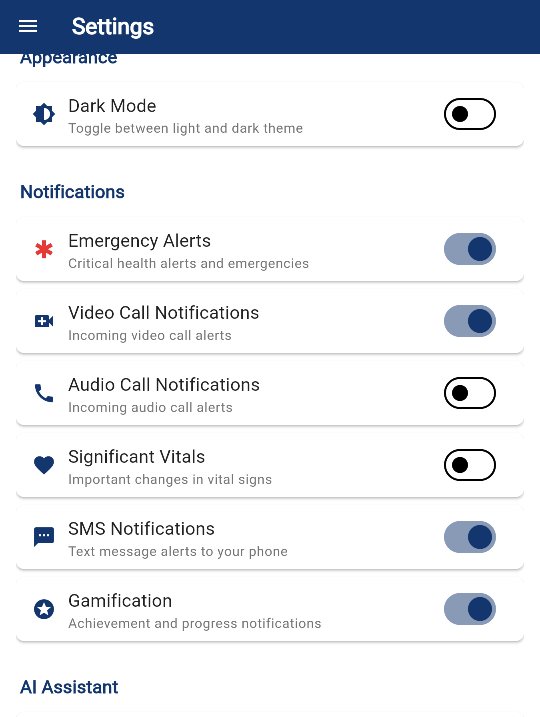 Settings
Appearance
Dark Mode
Toggle between light and dark theme
Notifications
Emergency Alerts
Critical health alerts and emergencies
Video Call Notifications
Incoming video call alerts
Audio Call Notifications
Incoming audio call alerts
Significant Vitals
Important changes in vital signs
SMS Notifications
Text message alerts to your phone
Gamification
Achievement and progress notifications
AI Assistant